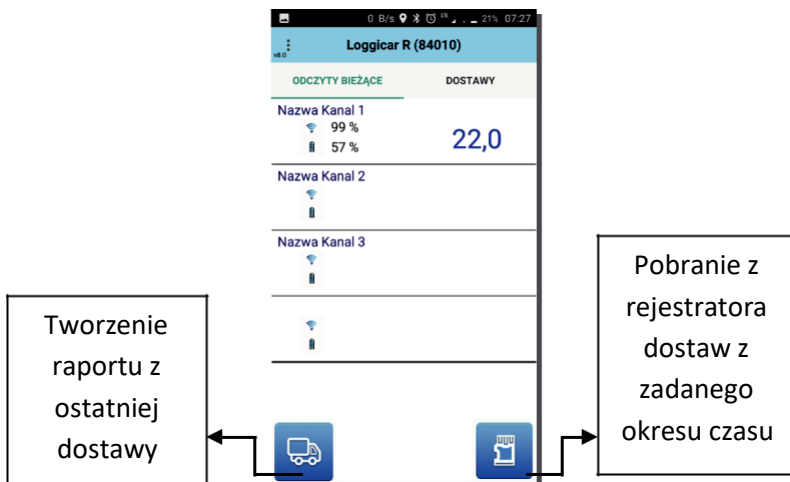 0 B/s LTE 21% 07:27
v8.0
Loggicar R (84010)
ODCZYTY BIEŻĄCE DOSTAWY
Nazwa Kanal 1
99 %
57 %
22,0
Nazwa Kanal 2
Nazwa Kanal 3
Tworzenie
raportu z
ostatniej
dostawy
Pobranie z
rejestratora
dostaw z
zadanego
okresu czasu